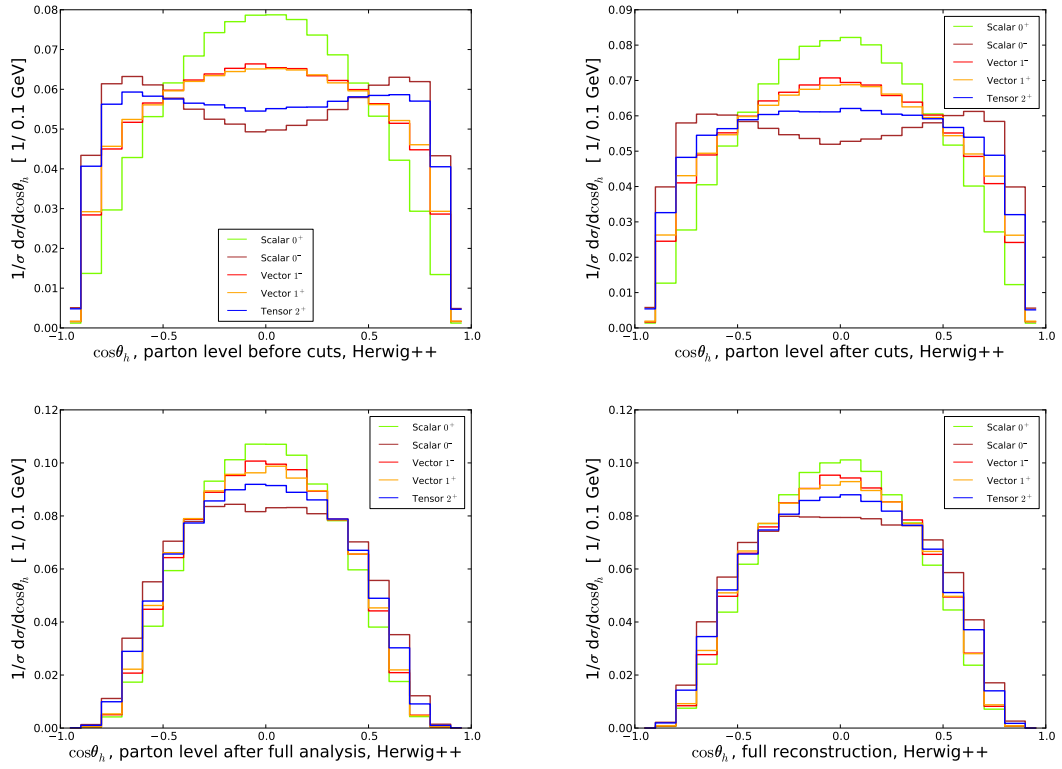 0.08
0.07
0.06
0.05
0.04
0.03
0.02
0.01
0.00
−1.0 −0.5 0.0 0.5 1.0
1/σ dσ/dcosθh [ 1/ 0.1 GeV]
Scalar 0⁺
Scalar 0⁻
Vector 1⁻
Vector 1⁺
Tensor 2⁺
cosθh , parton level before cuts, Herwig++
0.09
0.08
0.07
0.06
0.05
0.04
0.03
0.02
0.01
0.00
−1.0 −0.5 0.0 0.5 1.0
1/σ dσ/dcosθh [ 1/ 0.1 GeV]
Scalar 0⁺
Scalar 0⁻
Vector 1⁻
Vector 1⁺
Tensor 2⁺
cosθh , parton level after cuts, Herwig++
0.12
0.10
0.08
0.06
0.04
0.02
0.00
−1.0 −0.5 0.0 0.5 1.0
1/σ dσ/dcosθh [ 1/ 0.1 GeV]
Scalar 0⁺
Scalar 0⁻
Vector 1⁻
Vector 1⁺
Tensor 2⁺
cosθh , parton level after full analysis, Herwig++
0.12
0.10
0.08
0.06
0.04
0.02
0.00
−1.0 −0.5 0.0 0.5 1.0
1/σ dσ/dcosθh [ 1/ 0.1 GeV]
Scalar 0⁺
Scalar 0⁻
Vector 1⁻
Vector 1⁺
Tensor 2⁺
cosθh , full reconstruction, Herwig++